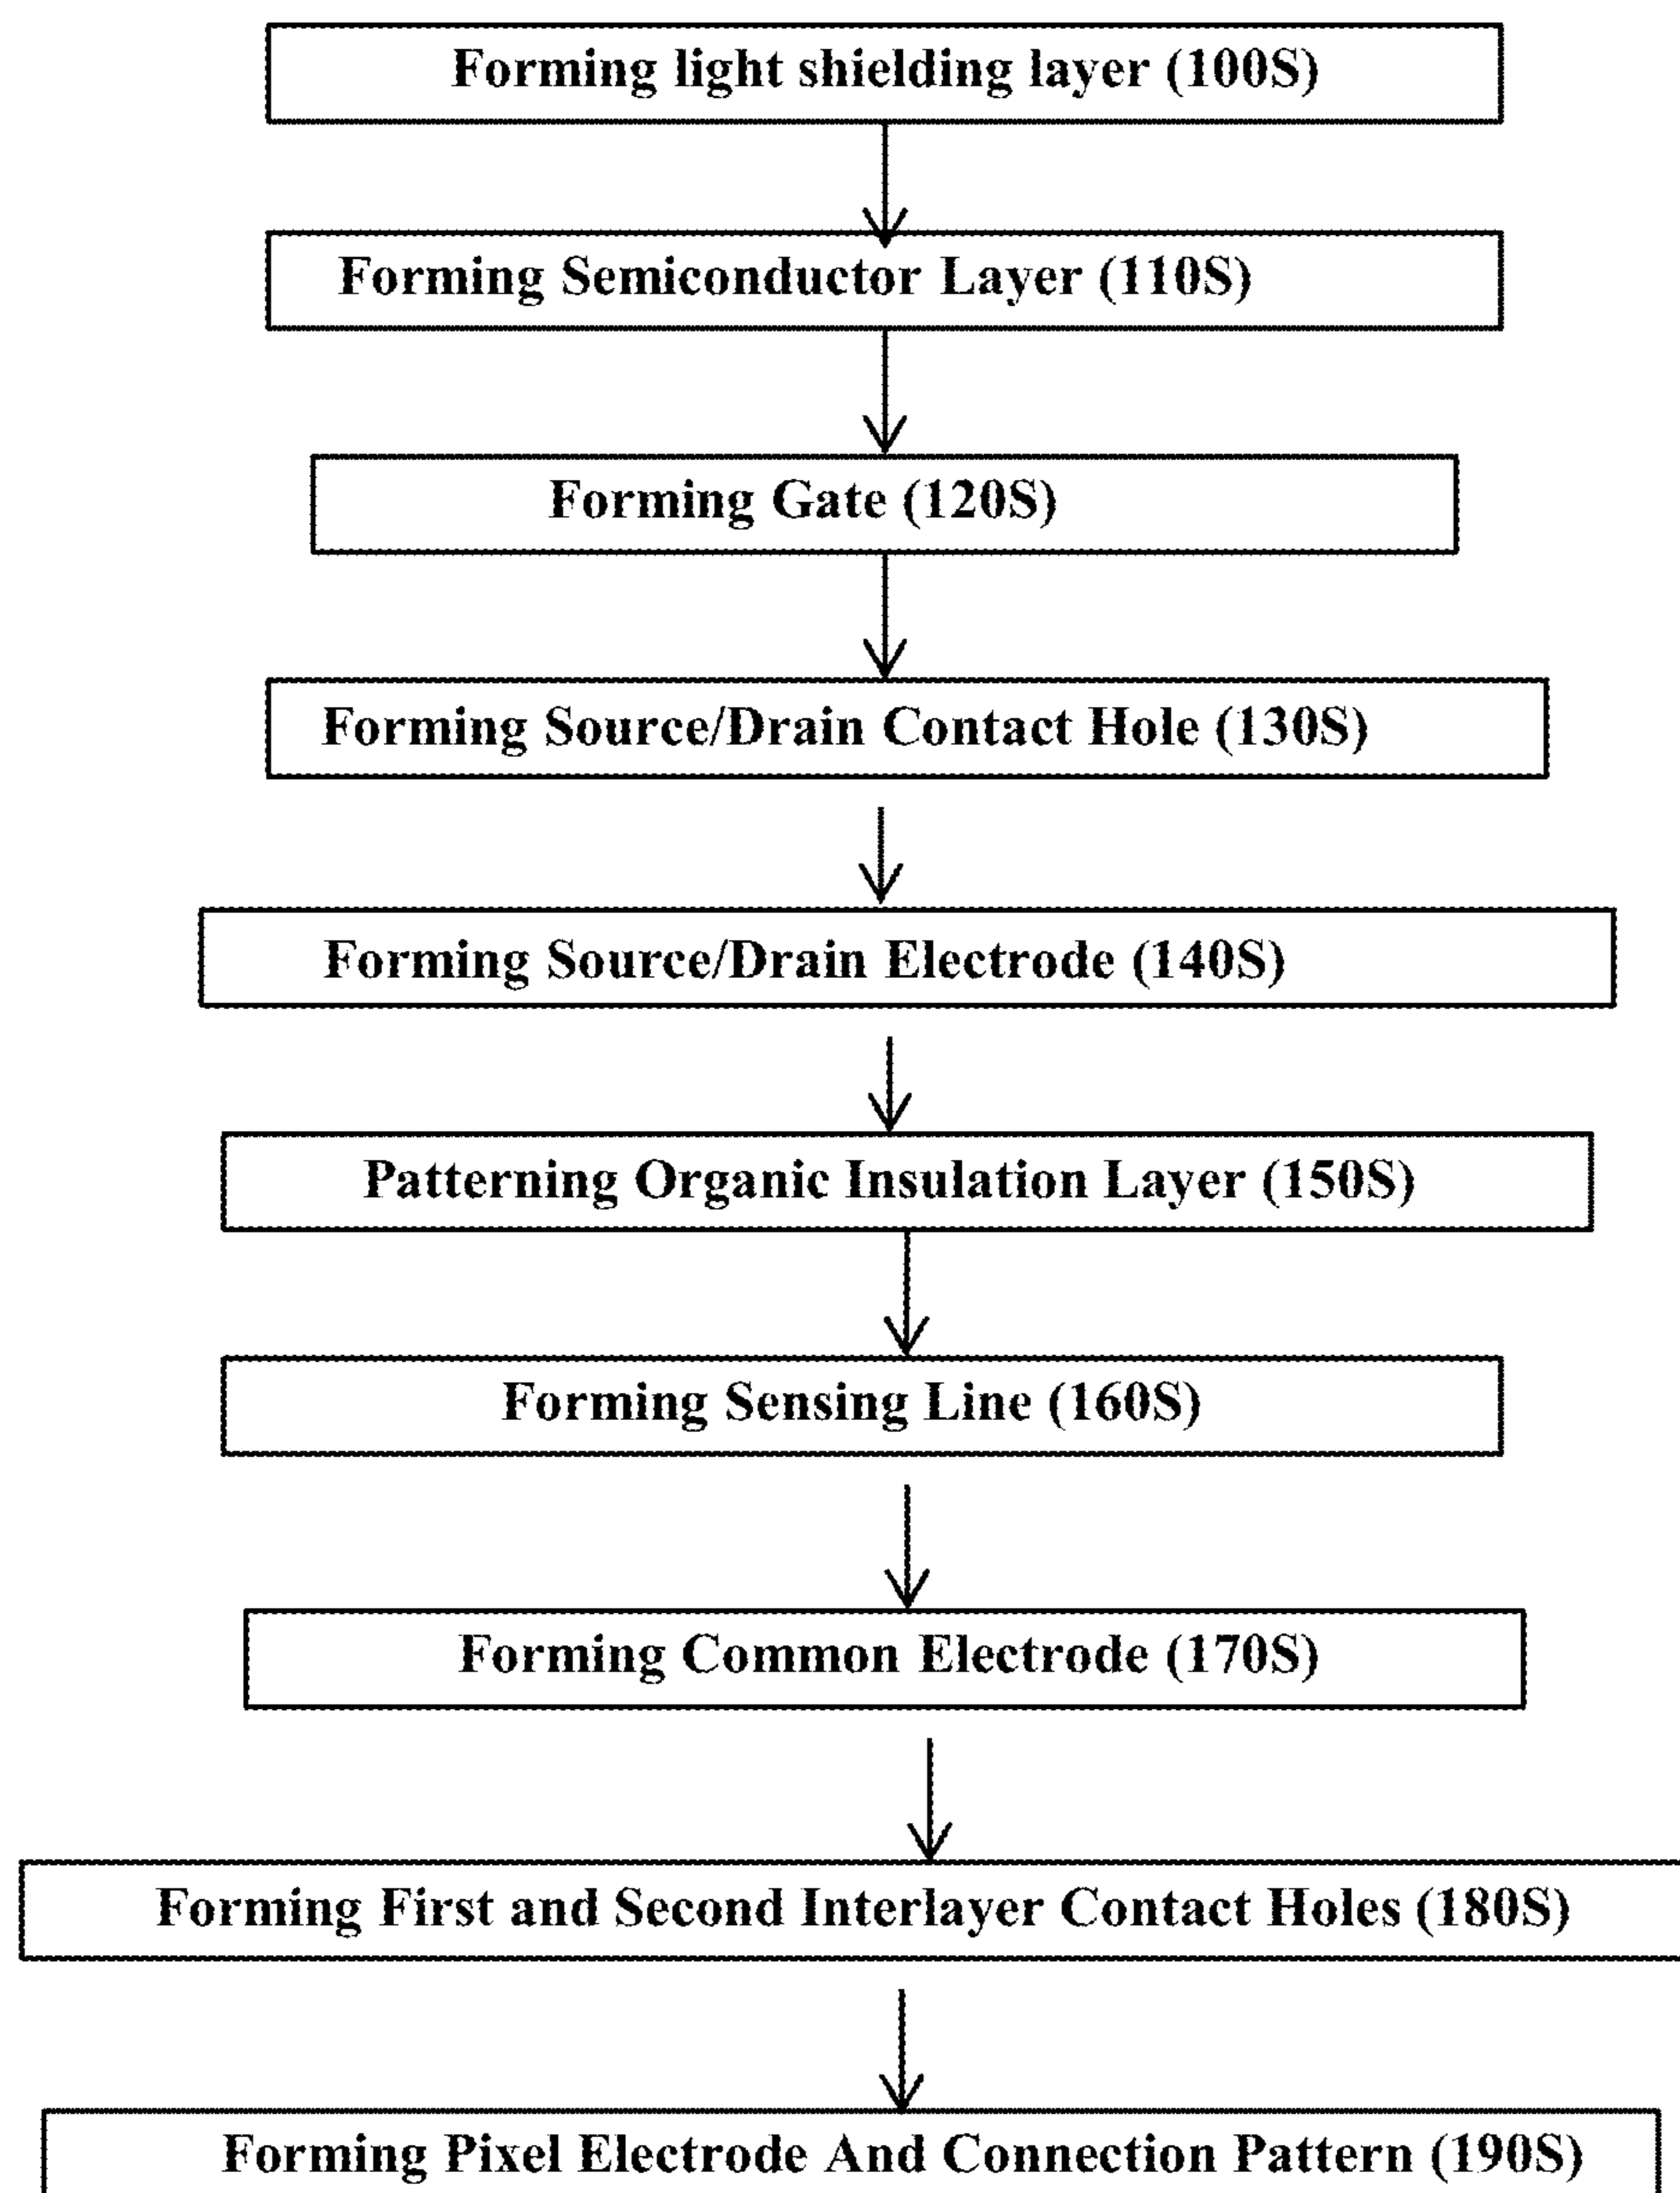 Forming light shielding layer (100S)
Forming Semiconductor Layer (110S)
Forming Gate (120S)
Forming Source/Drain Contact Hole (130S)
Forming Source/Drain Electrode (140S)
Patterning Organic Insulation Layer (150S)
Forming Sensing Line (160S)
Forming Common Electrode (170S)
Forming First and Second Interlayer Contact Holes (180S)
Forming Pixel Electrode And Connection Pattern (190S)